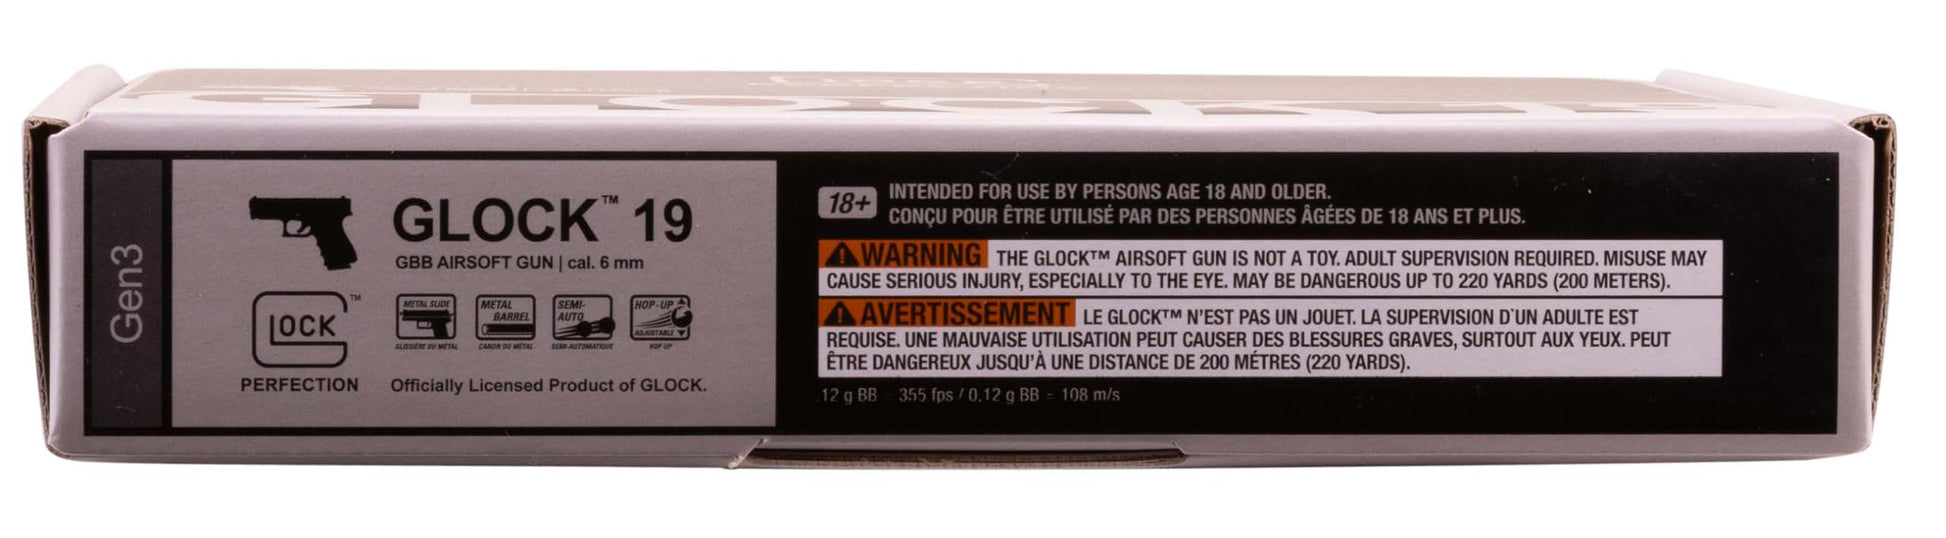 GLOCK
Gen3
GLOCK™ 19
GBB AIRSOFT GUN | cal. 6 mm
GLOCK ™
PERFECTION
METAL SLIDE
GLISSIÈRE DU MÉTAL
METAL
BARREL
CANON DU MÉTAL
SEMI-
AUTO
SEMI-AUTOMATIQUE
HOP-UP
ADJUSTABLE
HOP UP
Officially Licensed Product of GLOCK.
18+ INTENDED FOR USE BY PERSONS AGE 18 AND OLDER.
CONÇU POUR ÊTRE UTILISÉ PAR DES PERSONNES ÂGÉES DE 18 ANS ET PLUS.
WARNING THE GLOCK™ AIRSOFT GUN IS NOT A TOY. ADULT SUPERVISION REQUIRED. MISUSE MAY
CAUSE SERIOUS INJURY, ESPECIALLY TO THE EYE. MAY BE DANGEROUS UP TO 220 YARDS (200 METERS).
AVERTISSEMENT LE GLOCK™ N'EST PAS UN JOUET. LA SUPERVISION D`UN ADULTE EST
REQUISE. UNE MAUVAISE UTILISATION PEUT CAUSER DES BLESSURES GRAVES, SURTOUT AUX YEUX. PEUT
ÊTRE DANGEREUX JUSQU'À UNE DISTANCE DE 200 MÉTRES (220 YARDS).
.12 g BB = 355 fps / 0.12 g BB = 108 m/s